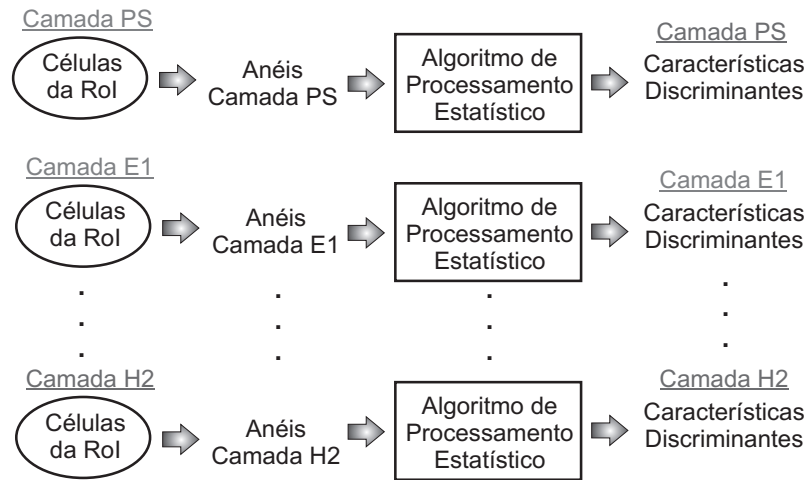 Camada PS
Células
da RoI
Anéis
Camada PS
Algoritmo de
Processamento
Estatístico
Camada PS
Características
Discriminantes
Camada E1
Células
da RoI
Anéis
Camada E1
Algoritmo de
Processamento
Estatístico
Camada E1
Características
Discriminantes
Camada H2
Células
da RoI
Anéis
Camada H2
Algoritmo de
Processamento
Estatístico
Camada H2
Características
Discriminantes